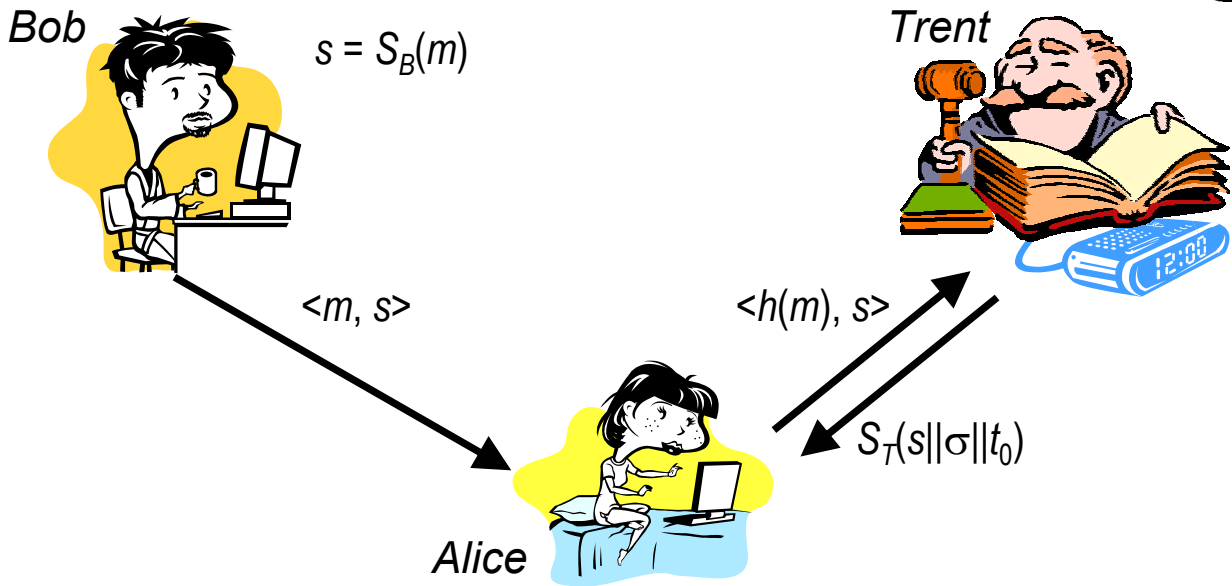 Bob
s = S_B(m)
Trent
12:00
<m, s>
<h(m), s>
S_T(s||σ||t_0)
Alice